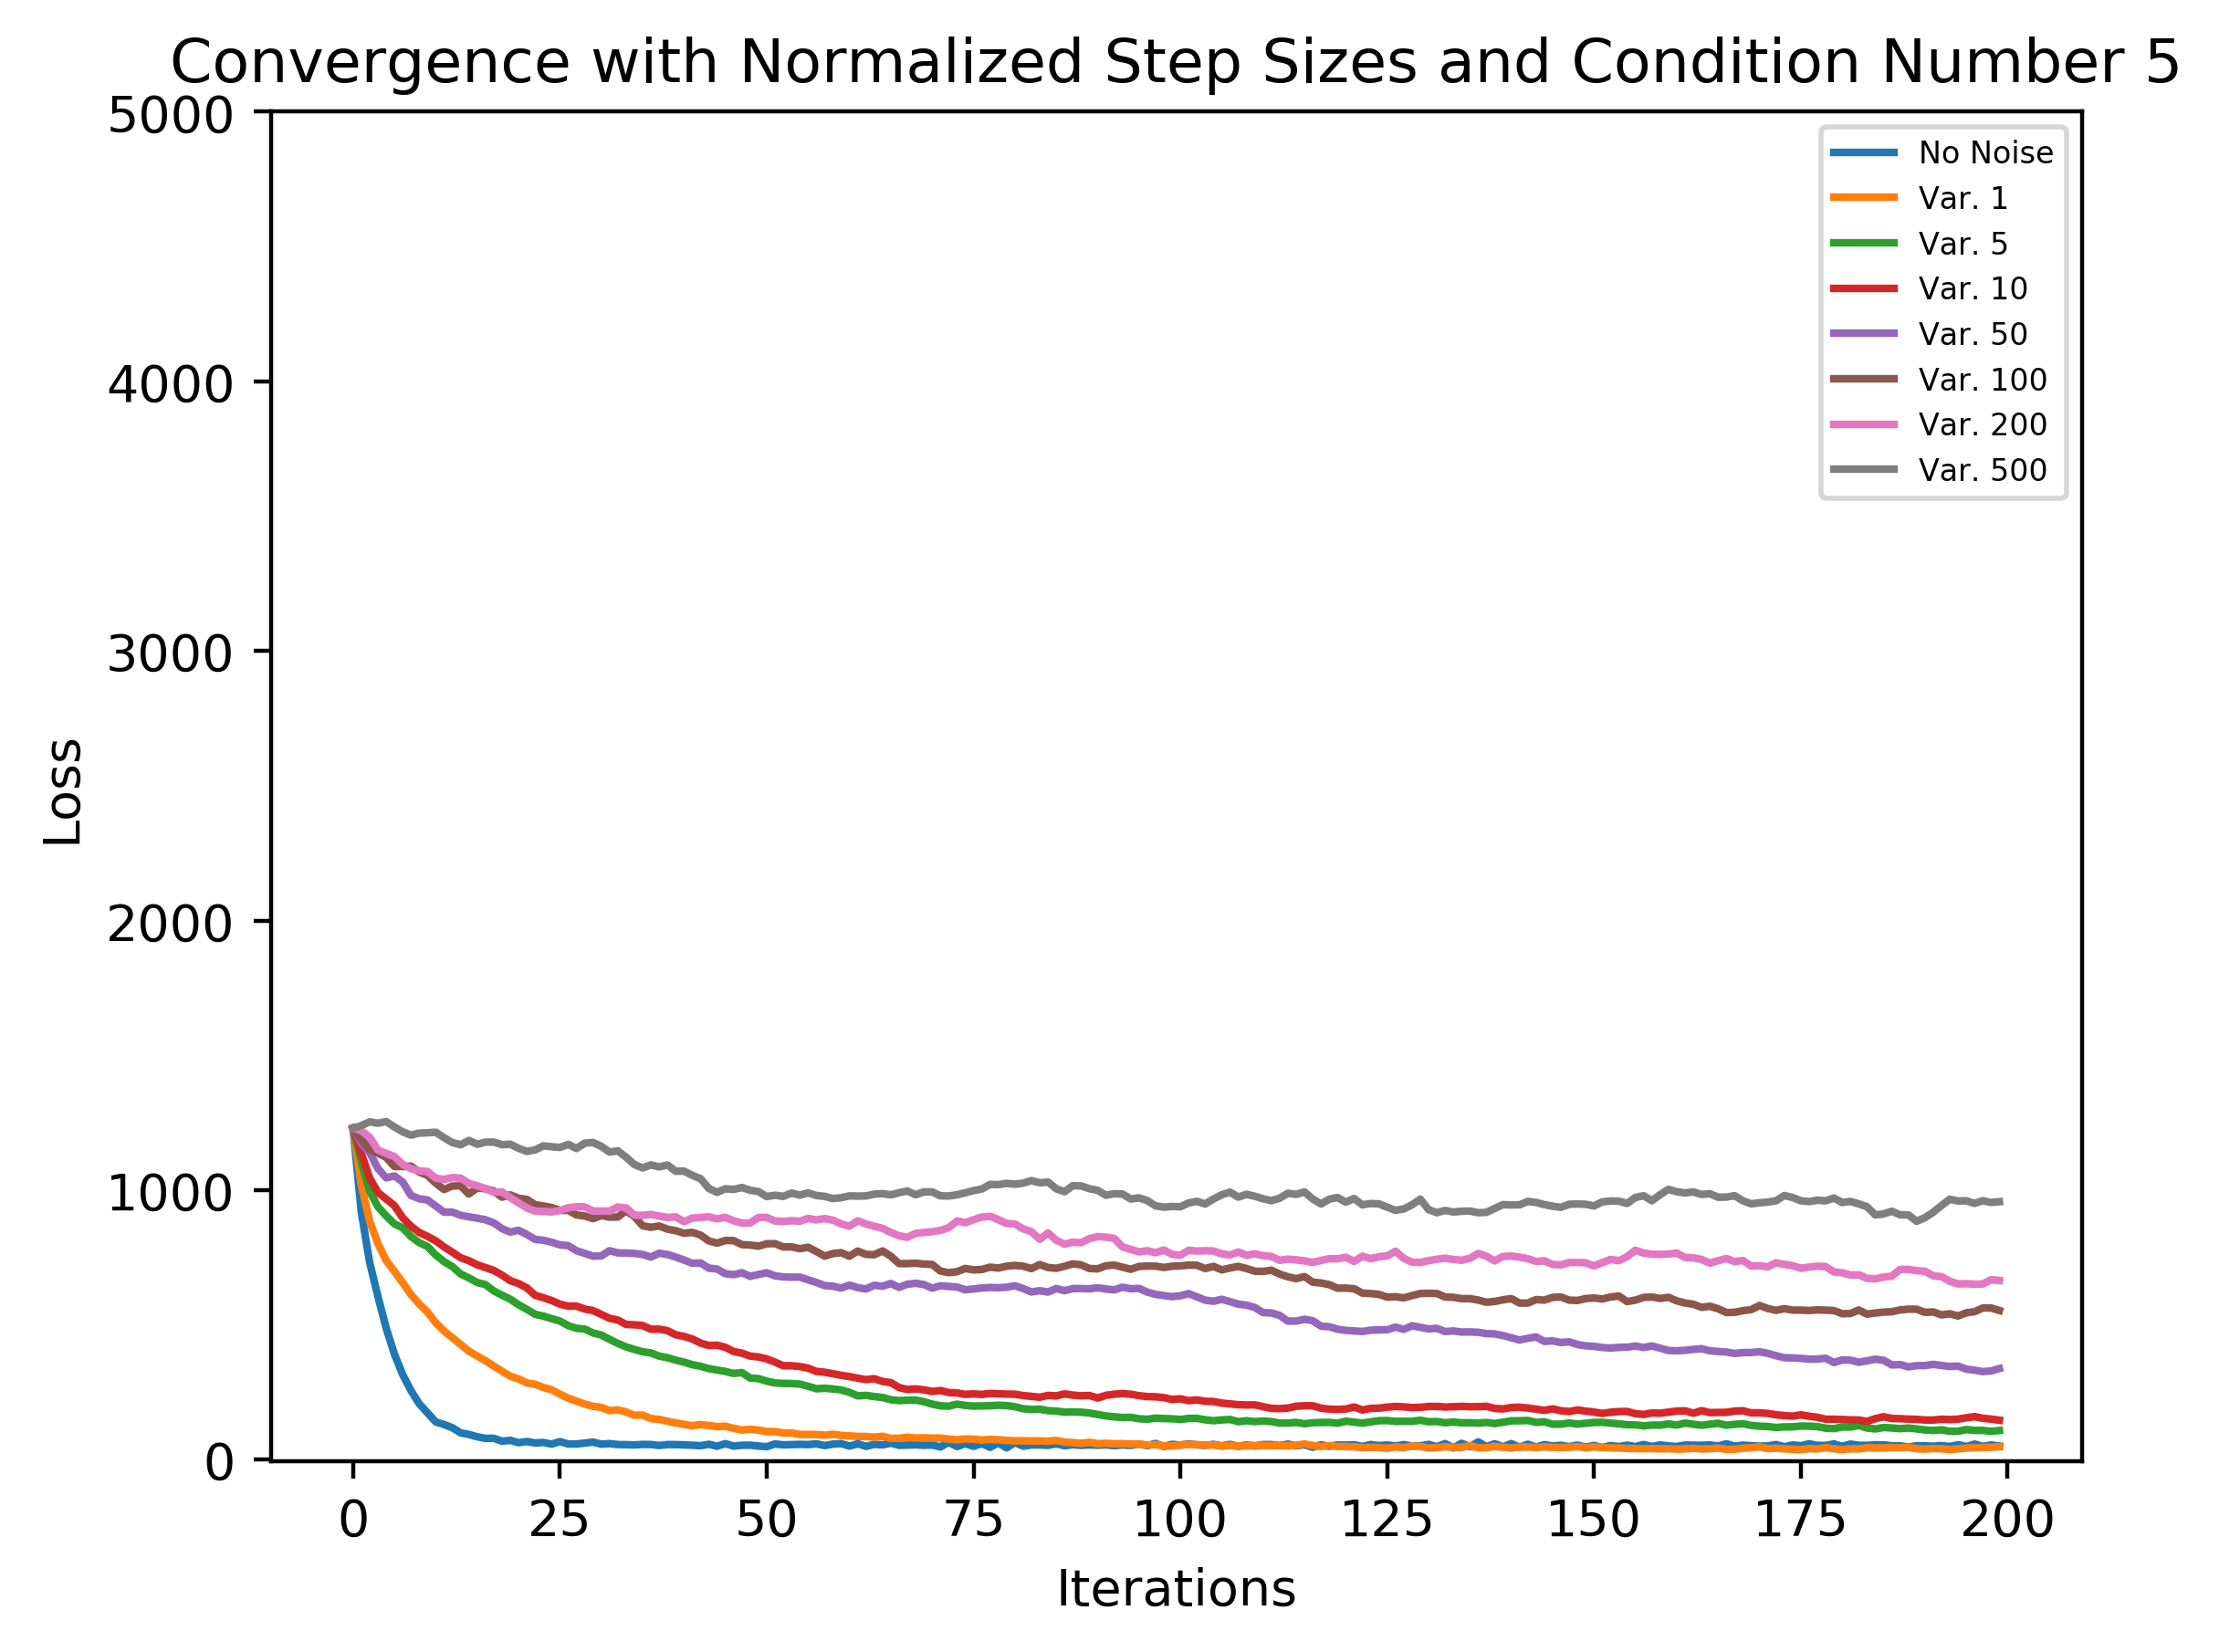 Convergence with Normalized Step Sizes and Condition Number 5
5000
4000
3000
2000
1000
0
Loss
No Noise
Var. 1
Var. 5
Var. 10
Var. 50
Var. 100
Var. 200
Var. 500
0 25 50 75 100 125 150 175 200
Iterations